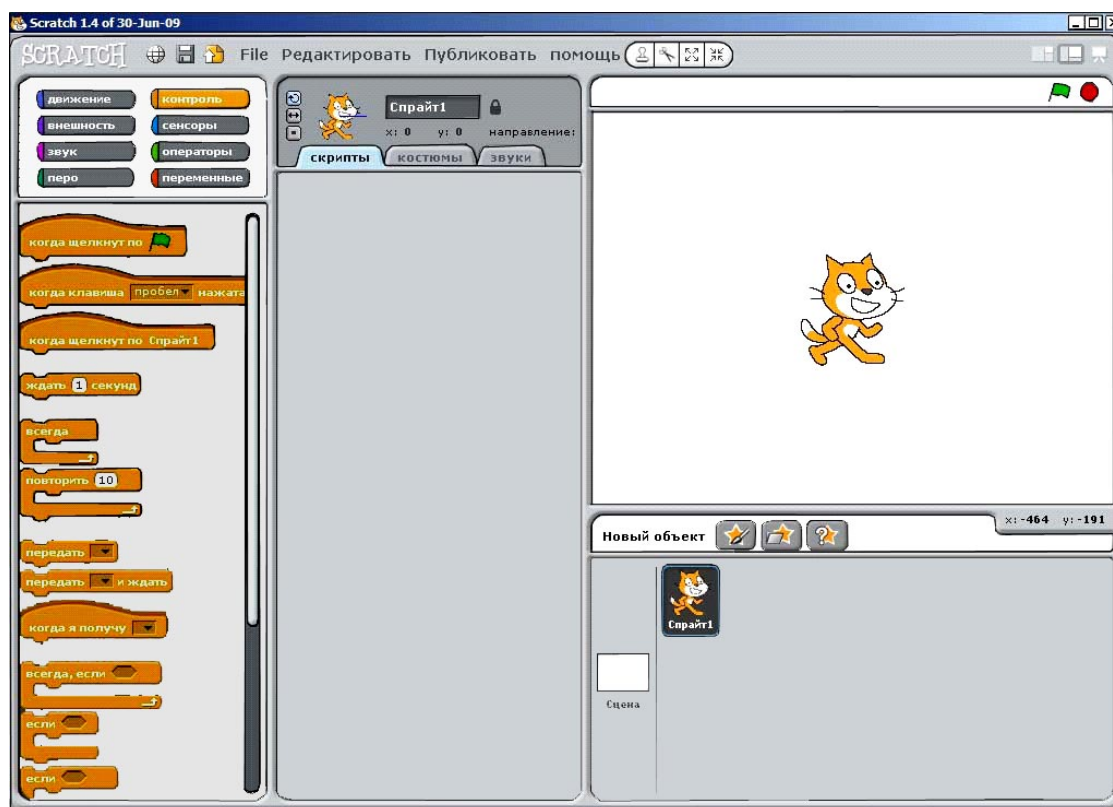 Scratch 1.4 of 30-Jun-09
SCRATCH File Редактировать Публиковать помощь
движение контроль
внешность сенсоры
звук операторы
перо переменные
когда щелкнут по
когда клавиша пробел нажата
когда щелкнут по Спрайт1
ждать 1 секунд
всегда
повторить 10
передать
передать и ждать
когда я получу
всегда, если
если
если
Спрайт1
x: 0 y: 0 направление:
скрипты костюмы звуки
x: -464 y: -191
Новый объект
Спрайт1
Сцена